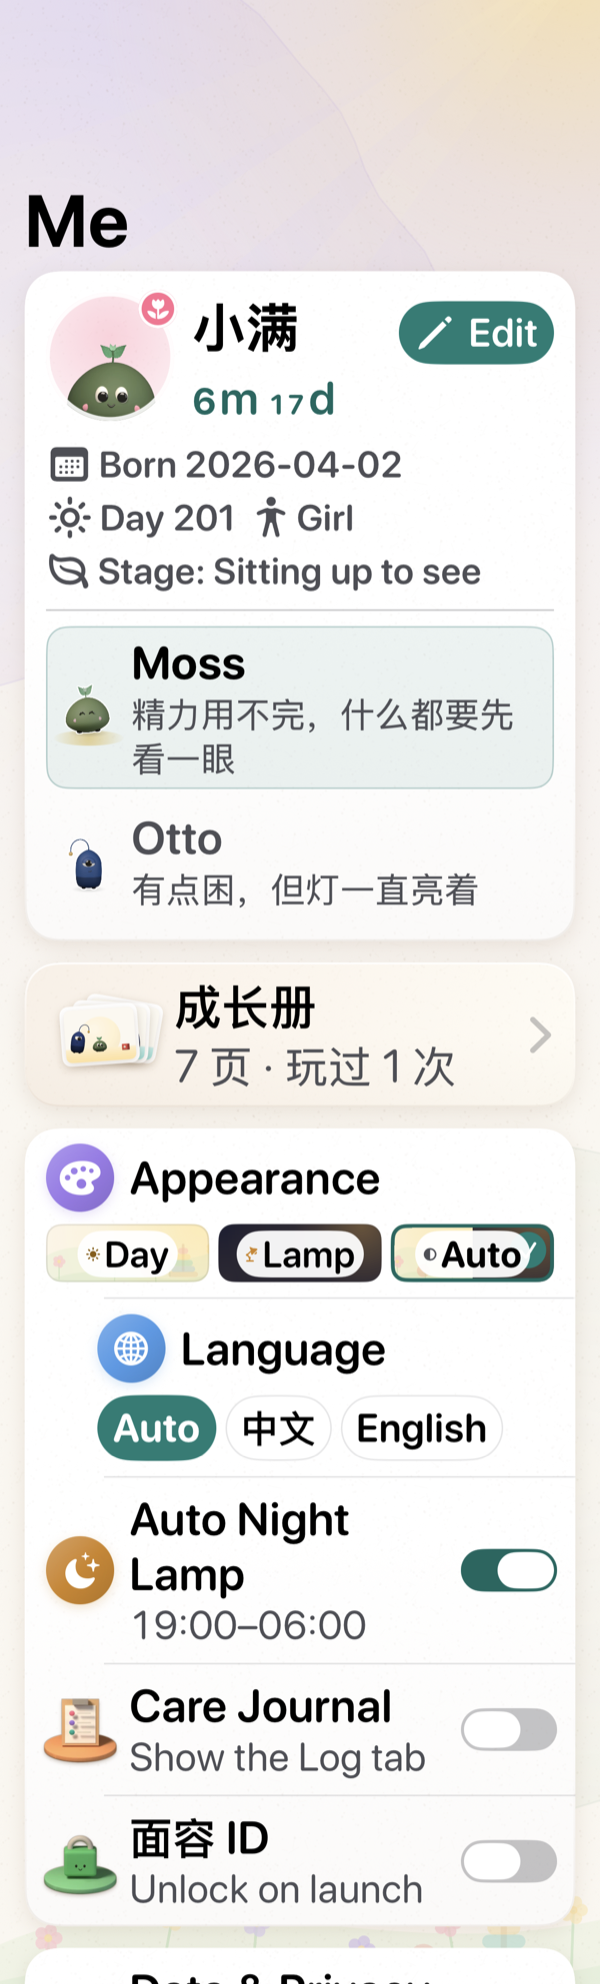 Me
小满
Edit
6m 17d
Born 2026-04-02
Day 201 Girl
Stage: Sitting up to see
Moss
精力用不完，什么都要先
看一眼
Otto
有点困，但灯一直亮着
成长册
7 页 · 玩过 1 次
Appearance
Day
Lamp
Auto
Language
Auto
中文
English
Auto Night
Lamp
19:00–06:00
Care Journal
Show the Log tab
面容 ID
Unlock on launch
Data & Privacy